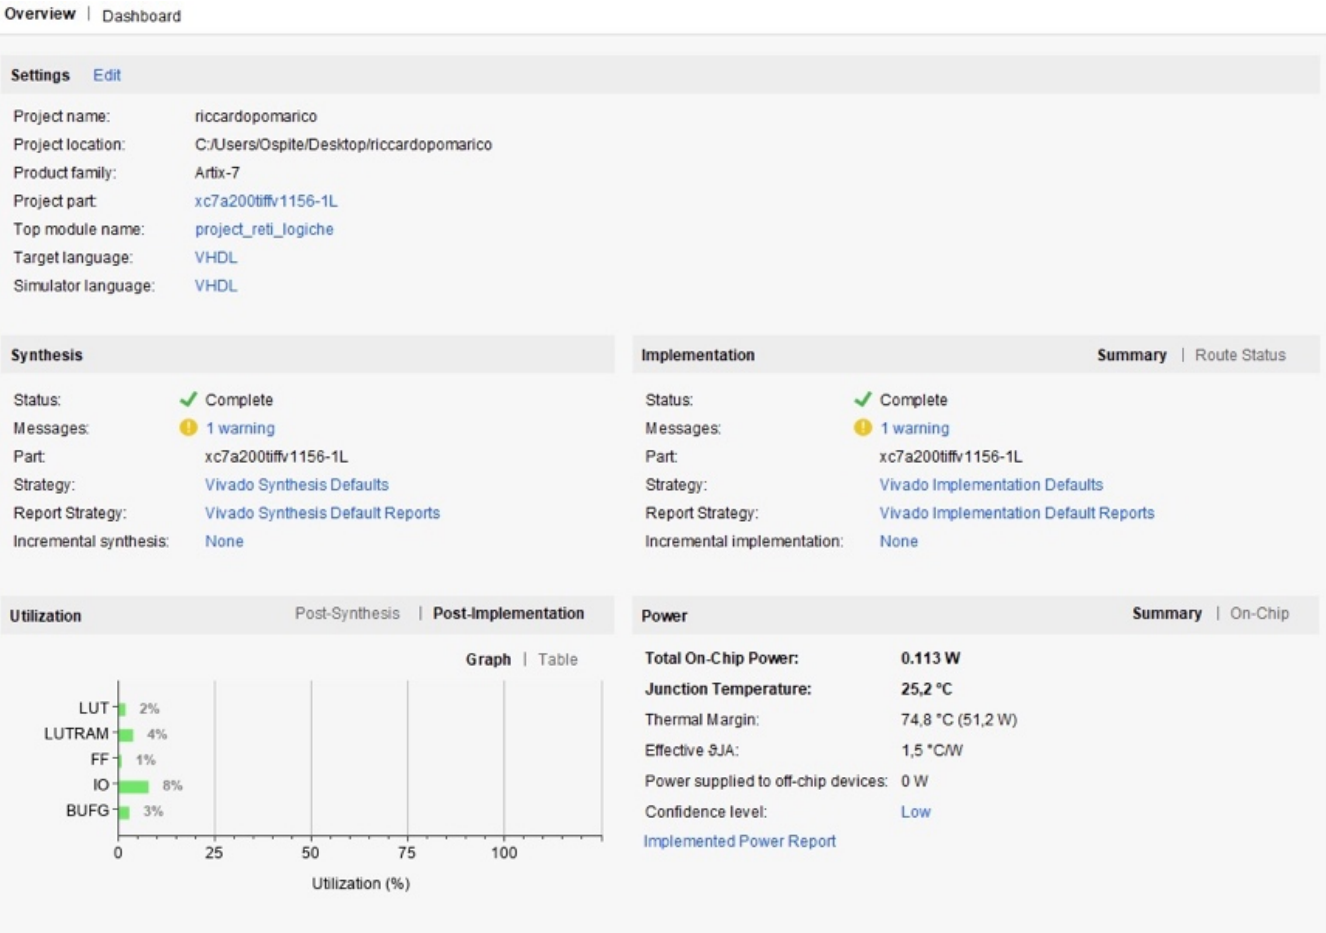 Overview | Dashboard
Settings Edit
Project name: riccardopomarico
Project location: C:/Users/Ospite/Desktop/riccardopomarico
Product family: Artix-7
Project part: xc7a200tiffv1156-1L
Top module name: project_reti_logiche
Target language: VHDL
Simulator language: VHDL
Synthesis
Status: Complete
Messages: 1 warning
Part: xc7a200tiffv1156-1L
Strategy: Vivado Synthesis Defaults
Report Strategy: Vivado Synthesis Default Reports
Incremental synthesis: None
Implementation Summary | Route Status
Status: Complete
Messages: 1 warning
Part: xc7a200tiffv1156-1L
Strategy: Vivado Implementation Defaults
Report Strategy: Vivado Implementation Default Reports
Incremental implementation: None
Utilization Post-Synthesis | Post-Implementation
Graph | Table
LUT 2%
LUTRAM 4%
FF 1%
IO 8%
BUFG 3%
0 25 50 75 100
Utilization (%)
Power Summary | On-Chip
Total On-Chip Power: 0.113 W
Junction Temperature: 25,2 °C
Thermal Margin: 74,8 °C (51,2 W)
Effective ϑJA: 1,5 °C/W
Power supplied to off-chip devices: 0 W
Confidence level: Low
Implemented Power Report